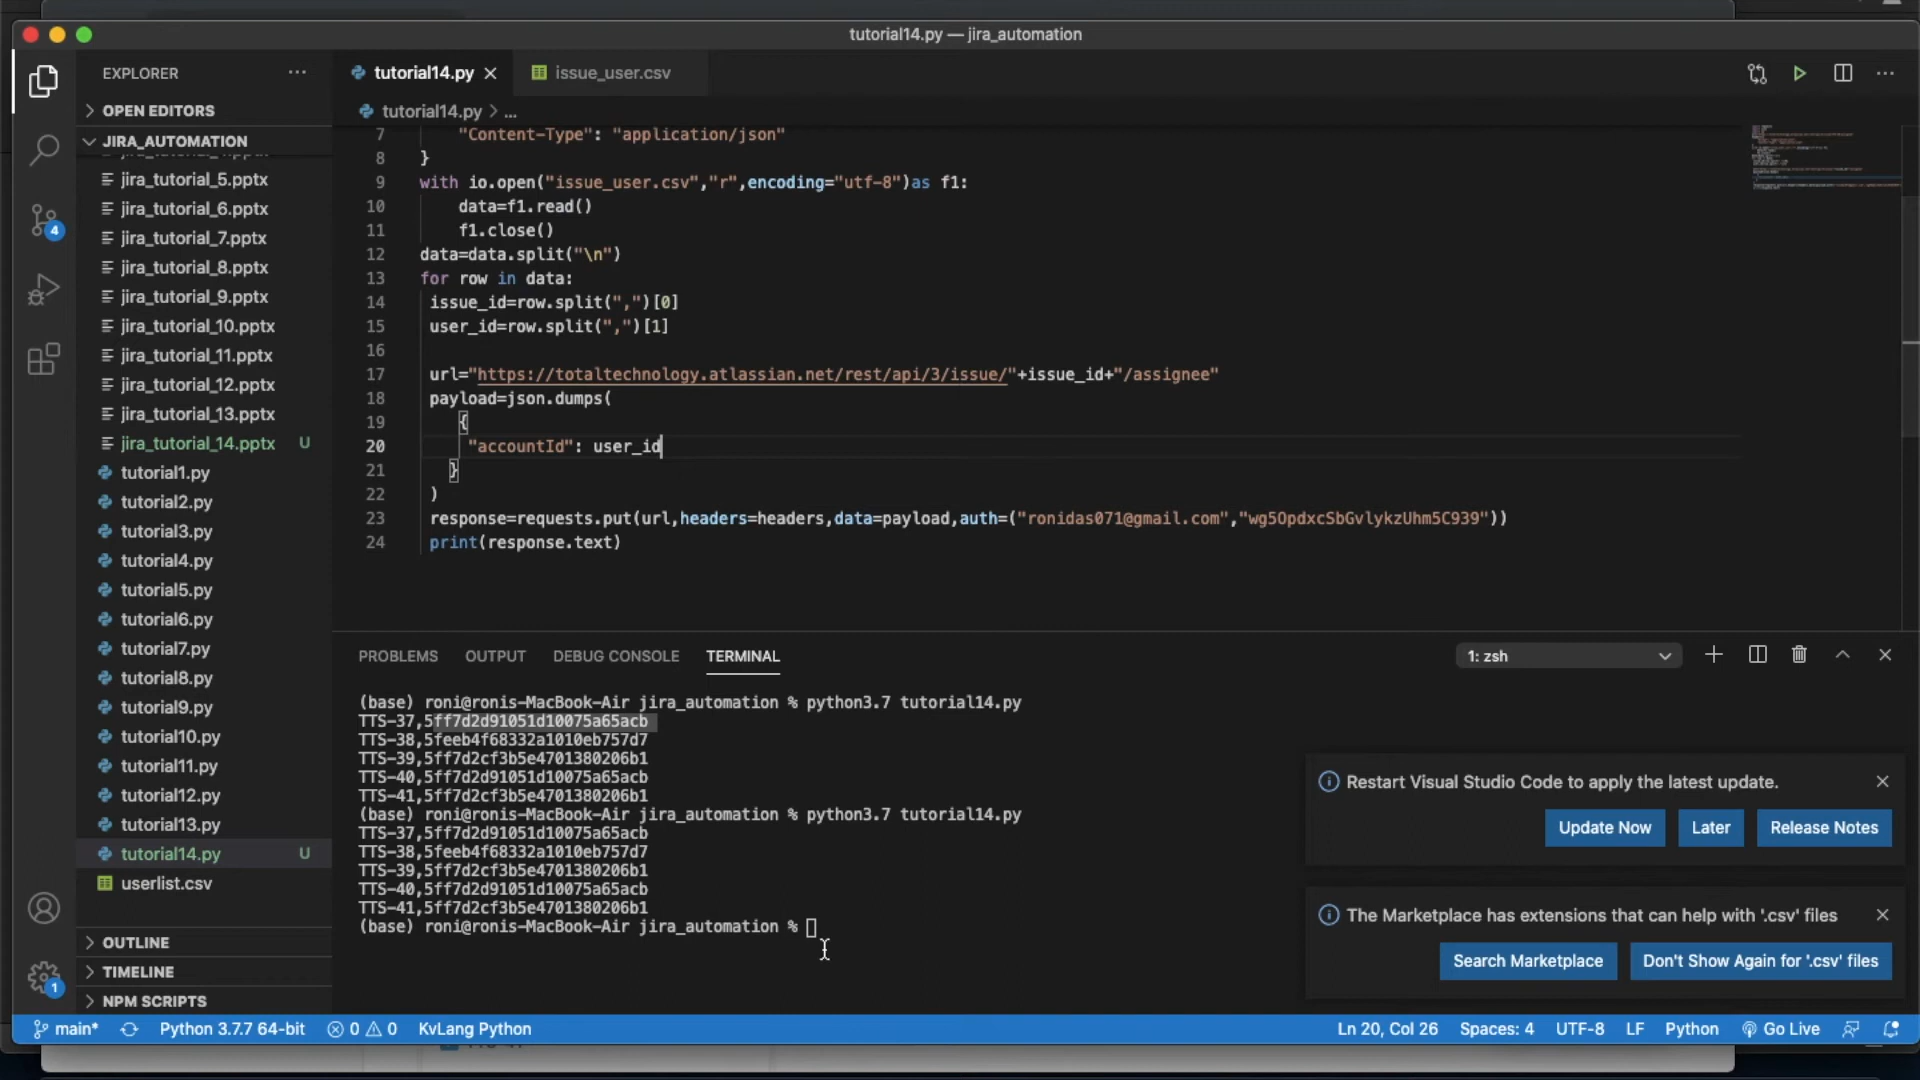 tutorial14.py — jira_automation
EXPLORER
OPEN EDITORS
JIRA_AUTOMATION
jira_tutorial_5.pptx
jira_tutorial_6.pptx
jira_tutorial_7.pptx
jira_tutorial_8.pptx
jira_tutorial_9.pptx
jira_tutorial_10.pptx
jira_tutorial_11.pptx
jira_tutorial_12.pptx
jira_tutorial_13.pptx
jira_tutorial_14.pptx U
tutorial1.py
tutorial2.py
tutorial3.py
tutorial4.py
tutorial5.py
tutorial6.py
tutorial7.py
tutorial8.py
tutorial9.py
tutorial10.py
tutorial11.py
tutorial12.py
tutorial13.py
tutorial14.py U
userlist.csv
OUTLINE
TIMELINE
NPM SCRIPTS
4
1
tutorial14.py issue_user.csv
tutorial14.py > ...
7 "Content-Type": "application/json"
8 }
9 with io.open("issue_user.csv","r",encoding="utf-8")as f1:
10 data=f1.read()
11 f1.close()
12 data=data.split("\n")
13 for row in data:
14 issue_id=row.split(",")[0]
15 user_id=row.split(",")[1]
16
17 url="https://totaltechnology.atlassian.net/rest/api/3/issue/"+issue_id+"/assignee"
18 payload=json.dumps(
19 {
20 "accountId": user_id
21 }
22 )
23 response=requests.put(url,headers=headers,data=payload,auth=("ronidas071@gmail.com","wg5OpdxcSbGvlykzUhm5C939"))
24 print(response.text)
PROBLEMS OUTPUT DEBUG CONSOLE TERMINAL 1: zsh
(base) roni@ronis-MacBook-Air jira_automation % python3.7 tutorial14.py
TTS-37,5ff7d2d91051d10075a65acb
TTS-38,5feeb4f68332a1010eb757d7
TTS-39,5ff7d2cf3b5e4701380206b1
TTS-40,5ff7d2d91051d10075a65acb
TTS-41,5ff7d2cf3b5e4701380206b1
(base) roni@ronis-MacBook-Air jira_automation % python3.7 tutorial14.py
TTS-37,5ff7d2d91051d10075a65acb
TTS-38,5feeb4f68332a1010eb757d7
TTS-39,5ff7d2cf3b5e4701380206b1
TTS-40,5ff7d2d91051d10075a65acb
TTS-41,5ff7d2cf3b5e4701380206b1
(base) roni@ronis-MacBook-Air jira_automation %
Restart Visual Studio Code to apply the latest update.
Update Now Later Release Notes
The Marketplace has extensions that can help with '.csv' files
Search Marketplace Don't Show Again for '.csv' files
main* Python 3.7.7 64-bit 0 0 KvLang Python Ln 20, Col 26 Spaces: 4 UTF-8 LF Python Go Live